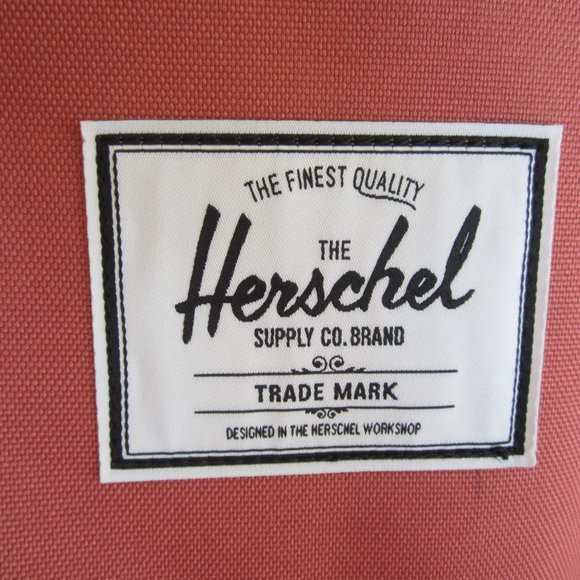 THE FINEST QUALITY
THE
Herschel
SUPPLY CO. BRAND
TRADE MARK
DESIGNED IN THE HERSCHEL WORKSHOP